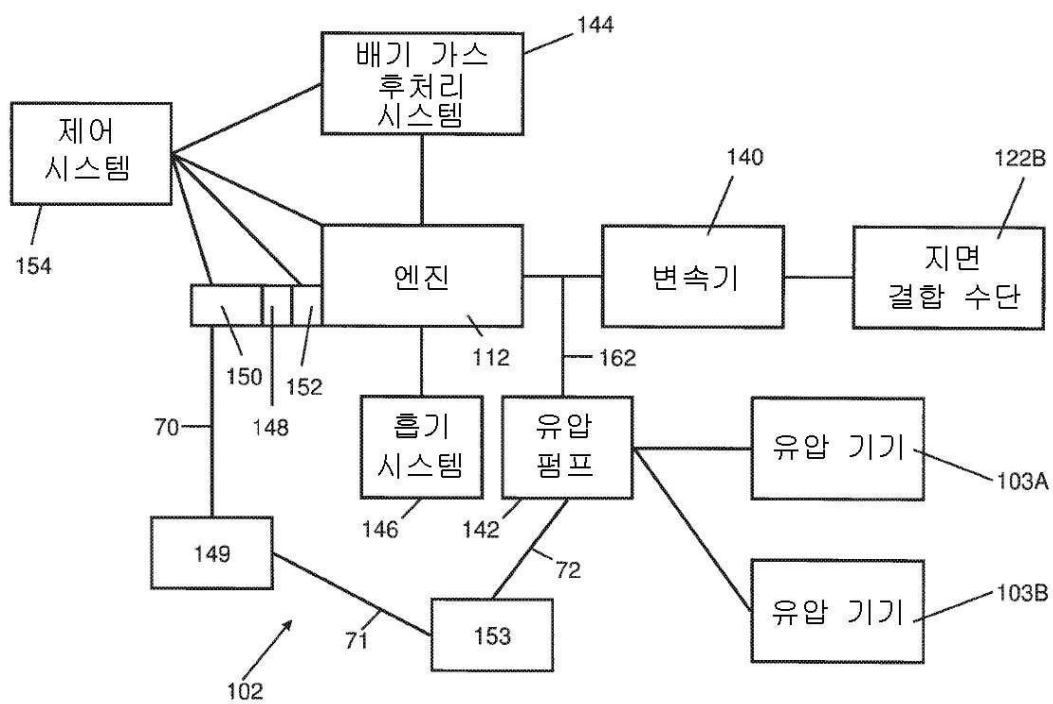 144
배기 가스
후처리
시스템
제어
시스템
154
140
122B
엔진
변속기
지면
결합 수단
112
162
150
148
152
70
흡기
시스템
유압
펌프
유압 기기
103A
146
142
149
72
유압 기기
103B
71
153
102